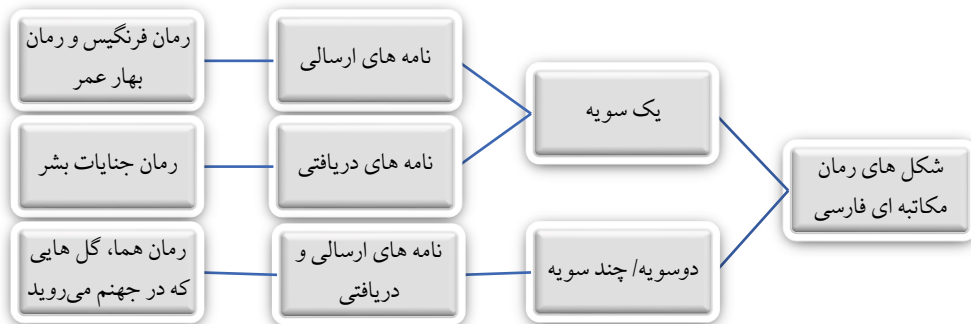 شکل های رمان
مکاتبه ای فارسی
یک سویه
نامه های ارسالی
رمان فرنگیس و رمان
بهار عمر
نامه های دریافتی
رمان جنایات بشر
دوسویه/ چند سویه
نامه های ارسالی و
دریافتی
رمان هما، گل هایی
که در جهنم می‌روید